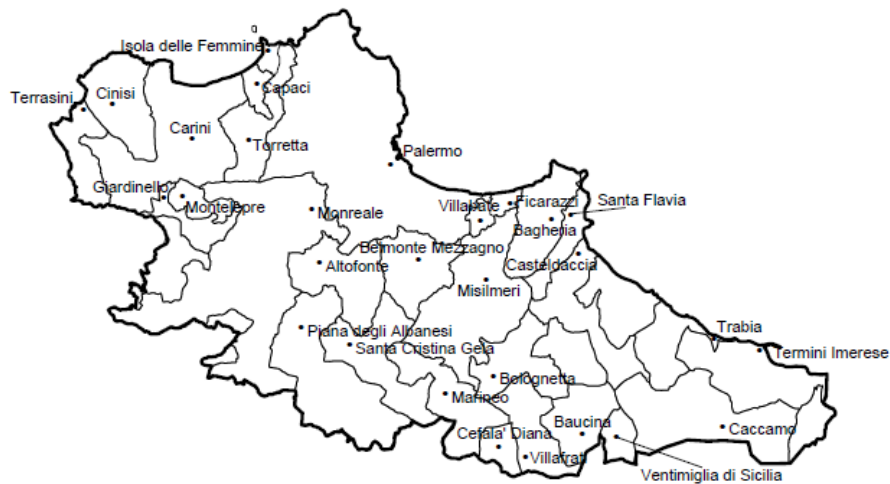 Isola delle Femmine
Cinisi
Capaci
Terrasini
Carini
Torretta
Palermo
Giardinello
Montelepre
Monreale
Villabate
Ficarazzi
Santa Flavia
Bagheria
Belmonte Mezzagno
Altofonte
Casteldaccia
Misilmeri
Piana degli Albanesi
Santa Cristina Gela
Trabia
Termini Imerese
Bolognetta
Marineo
Baucina
Caccamo
Cefala' Diana
Villafrati
Ventimiglia di Sicilia